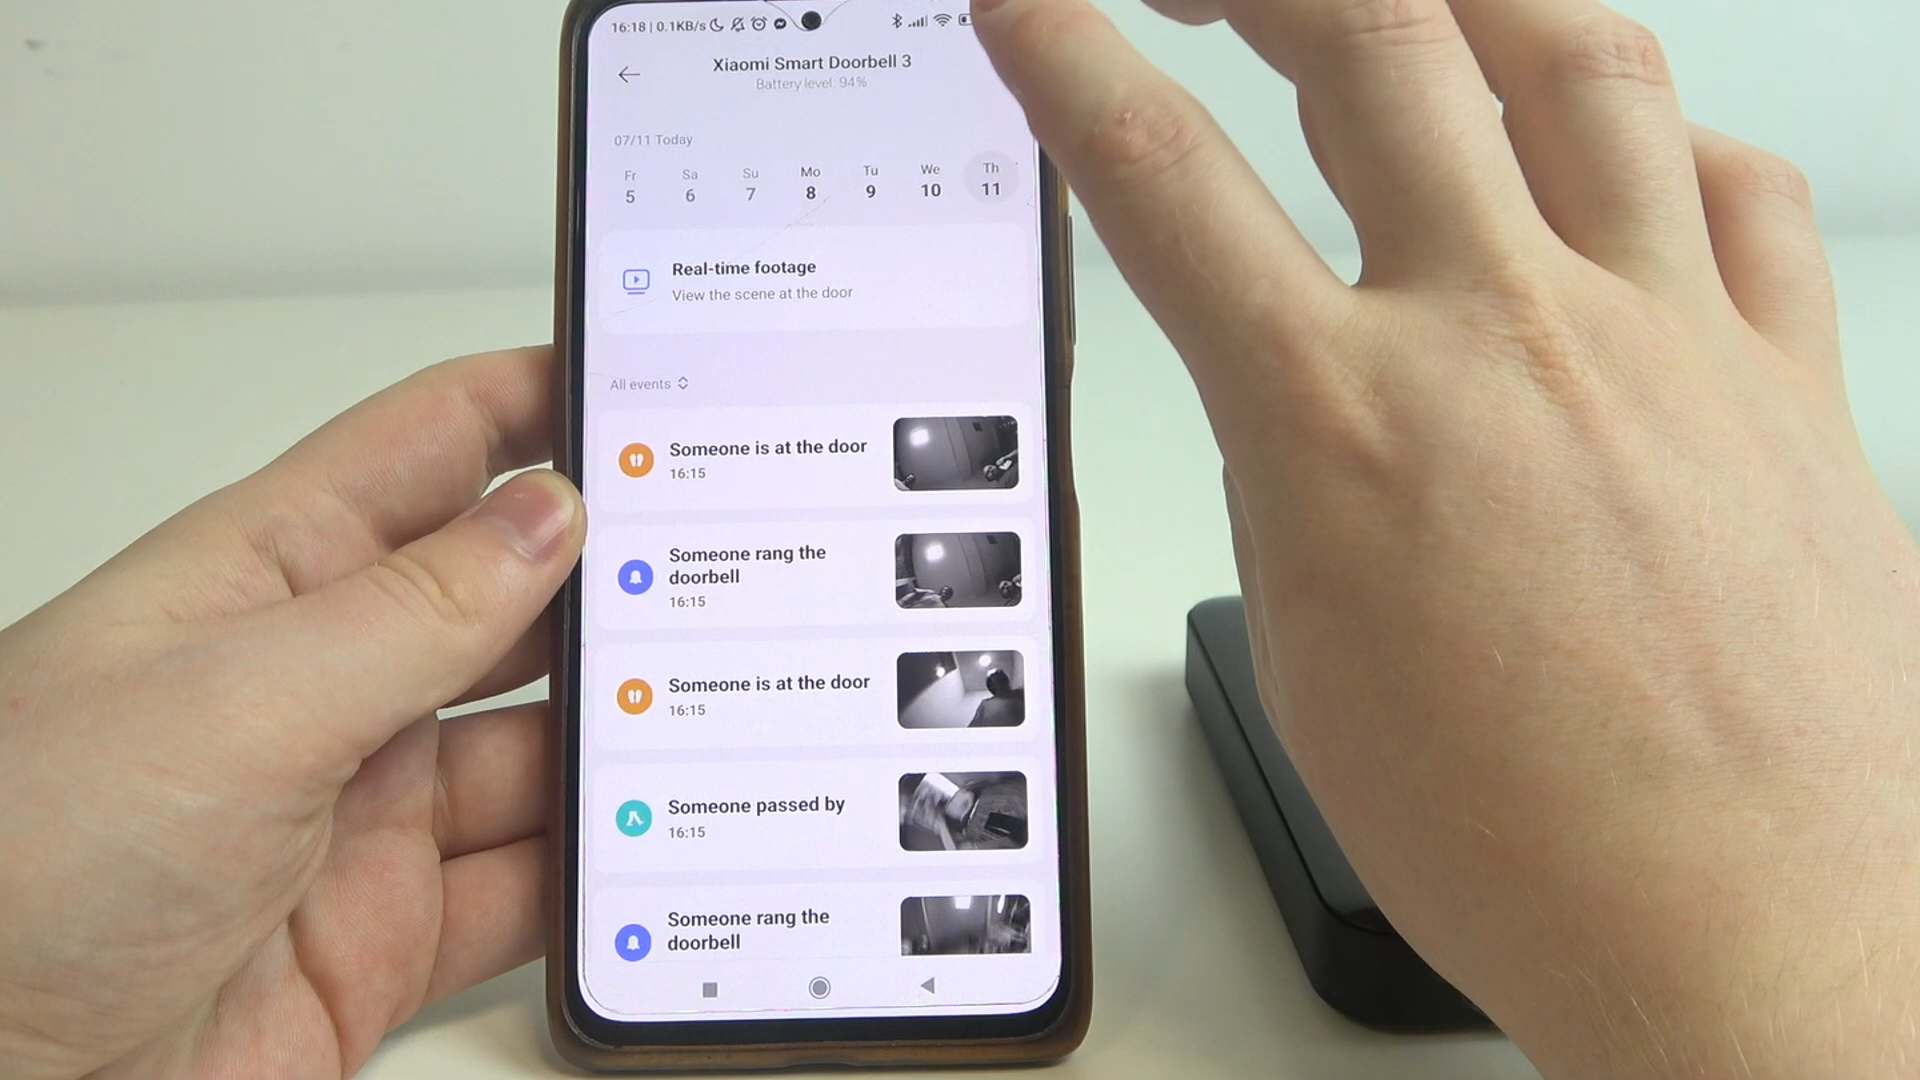 16:18 | 0.1KB/s
Xiaomi Smart Doorbell 3
Battery level: 94%
07/11 Today
Fr Sa Su Mo Tu We Th
5 6 7 8 9 10 11
Real-time footage
View the scene at the door
All events
Someone is at the door
16:15
Someone rang the
doorbell
16:15
Someone is at the door
16:15
Someone passed by
16:15
Someone rang the
doorbell